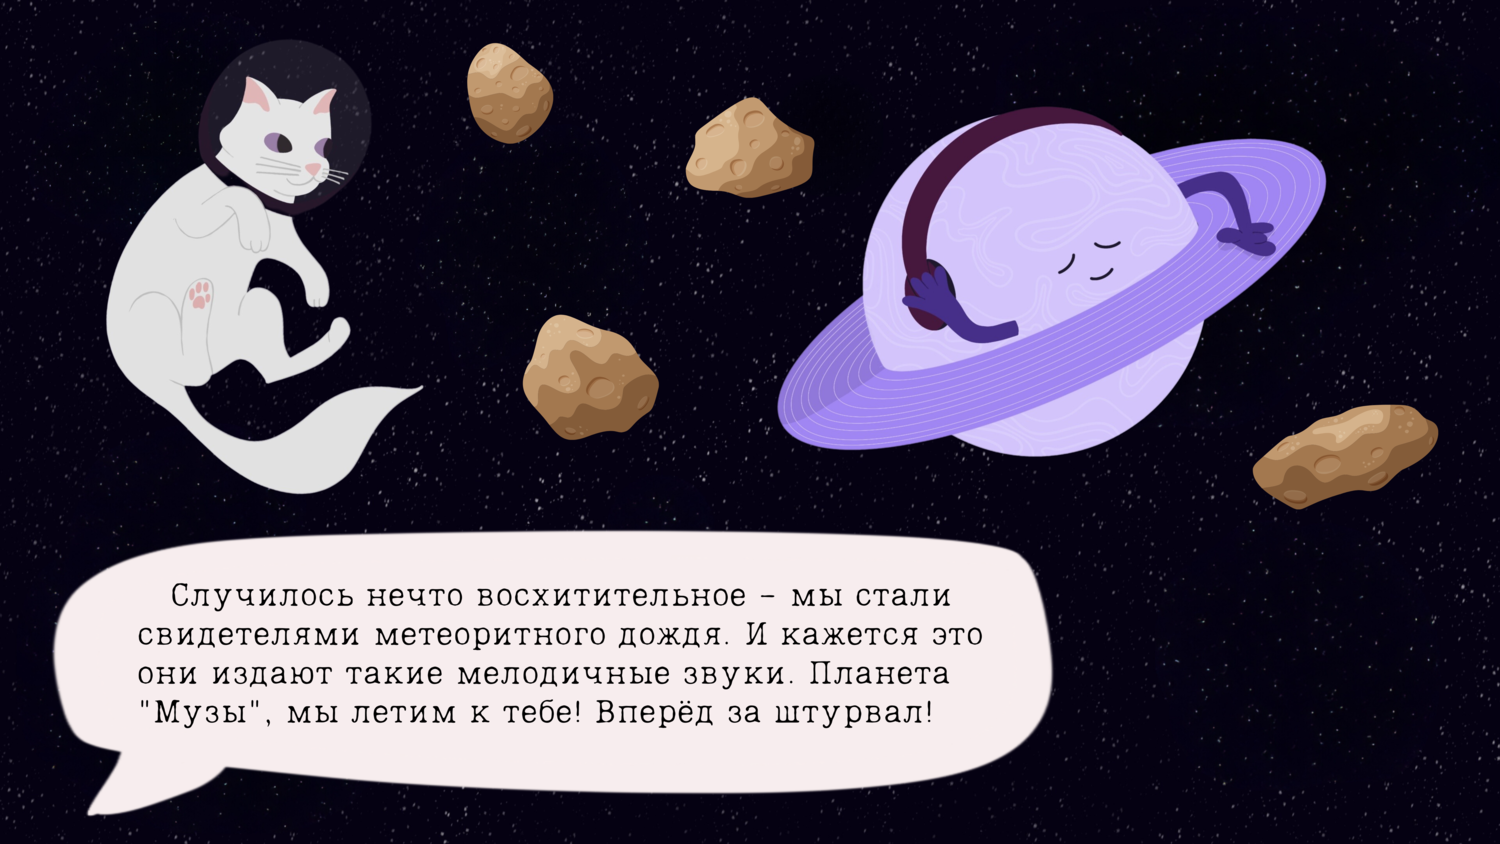 Случилось нечто восхитительное – мы стали
свидетелями метеоритного дождя. И кажется это
они издают такие мелодичные звуки. Планета
"Музы", мы летим к тебе! Вперёд за штурвал!